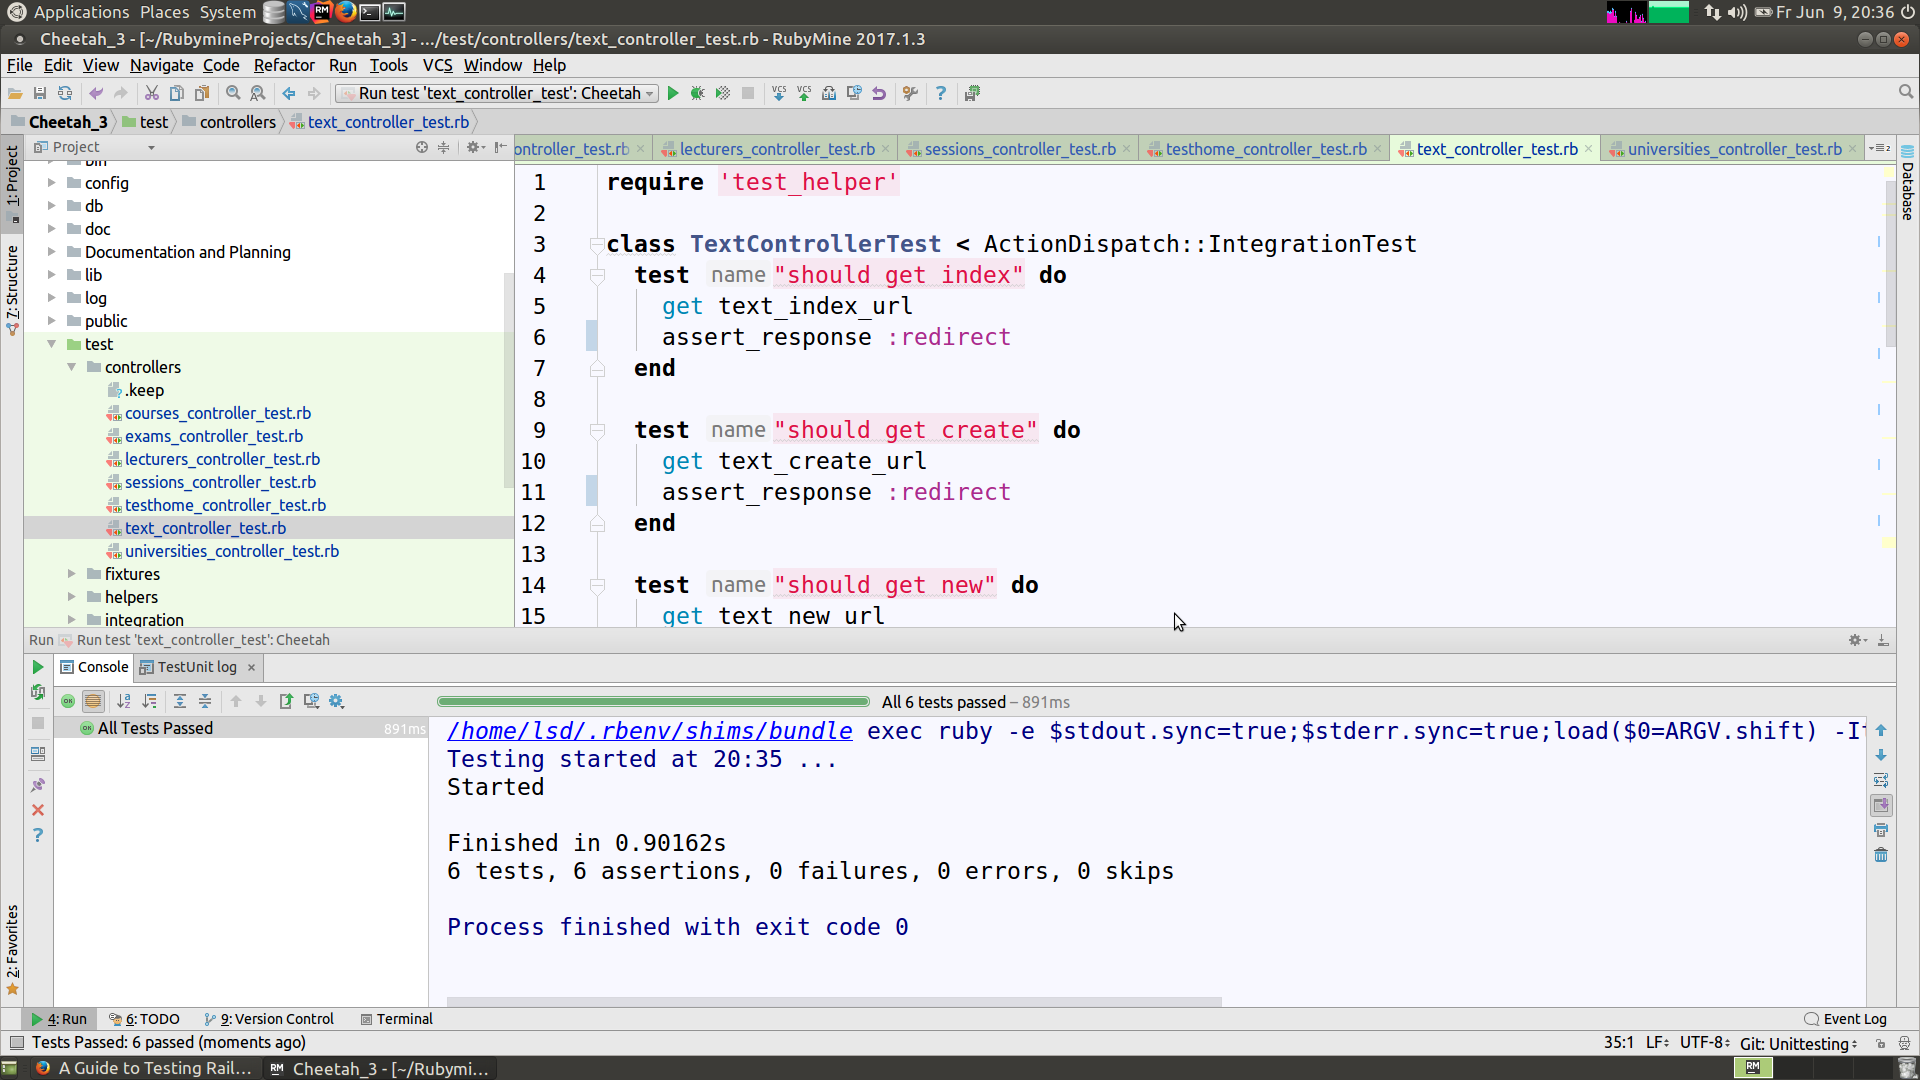 Applications Places System Fr Jun 9, 20:36
Cheetah_3 - [~/RubymineProjects/Cheetah_3] - .../test/controllers/text_controller_test.rb - RubyMine 2017.1.3
File Edit View Navigate Code Refactor Run Tools VCS Window Help
Run test 'text_controller_test': Cheetah
Cheetah_3 test controllers text_controller_test.rb
Project
ontroller_test.rb lecturers_controller_test.rb sessions_controller_test.rb testhome_controller_test.rb text_controller_test.rb universities_controller_test.rb
1: Project
7: Structure
2: Favorites
Database
bin
config
db
doc
Documentation and Planning
lib
log
public
test
controllers
.keep
courses_controller_test.rb
exams_controller_test.rb
lecturers_controller_test.rb
sessions_controller_test.rb
testhome_controller_test.rb
text_controller_test.rb
universities_controller_test.rb
fixtures
helpers
integration
1 require 'test_helper'
2
3 class TextControllerTest < ActionDispatch::IntegrationTest
4 test name "should get index" do
5 get text_index_url
6 assert_response :redirect
7 end
8
9 test name "should get create" do
10 get text_create_url
11 assert_response :redirect
12 end
13
14 test name "should get new" do
15 get text_new_url
Run Run test 'text_controller_test': Cheetah
Console TestUnit log
All 6 tests passed – 891ms
All Tests Passed 891ms
/home/lsd/.rbenv/shims/bundle exec ruby -e $stdout.sync=true;$stderr.sync=true;load($0=ARGV.shift) -It
Testing started at 20:35 ...
Started
Finished in 0.90162s
6 tests, 6 assertions, 0 failures, 0 errors, 0 skips
Process finished with exit code 0
4: Run 6: TODO 9: Version Control Terminal Event Log
Tests Passed: 6 passed (moments ago) 35:1 LF UTF-8 Git: Unittesting
A Guide to Testing Rail... RM Cheetah_3 - [~/Rubymi... RM